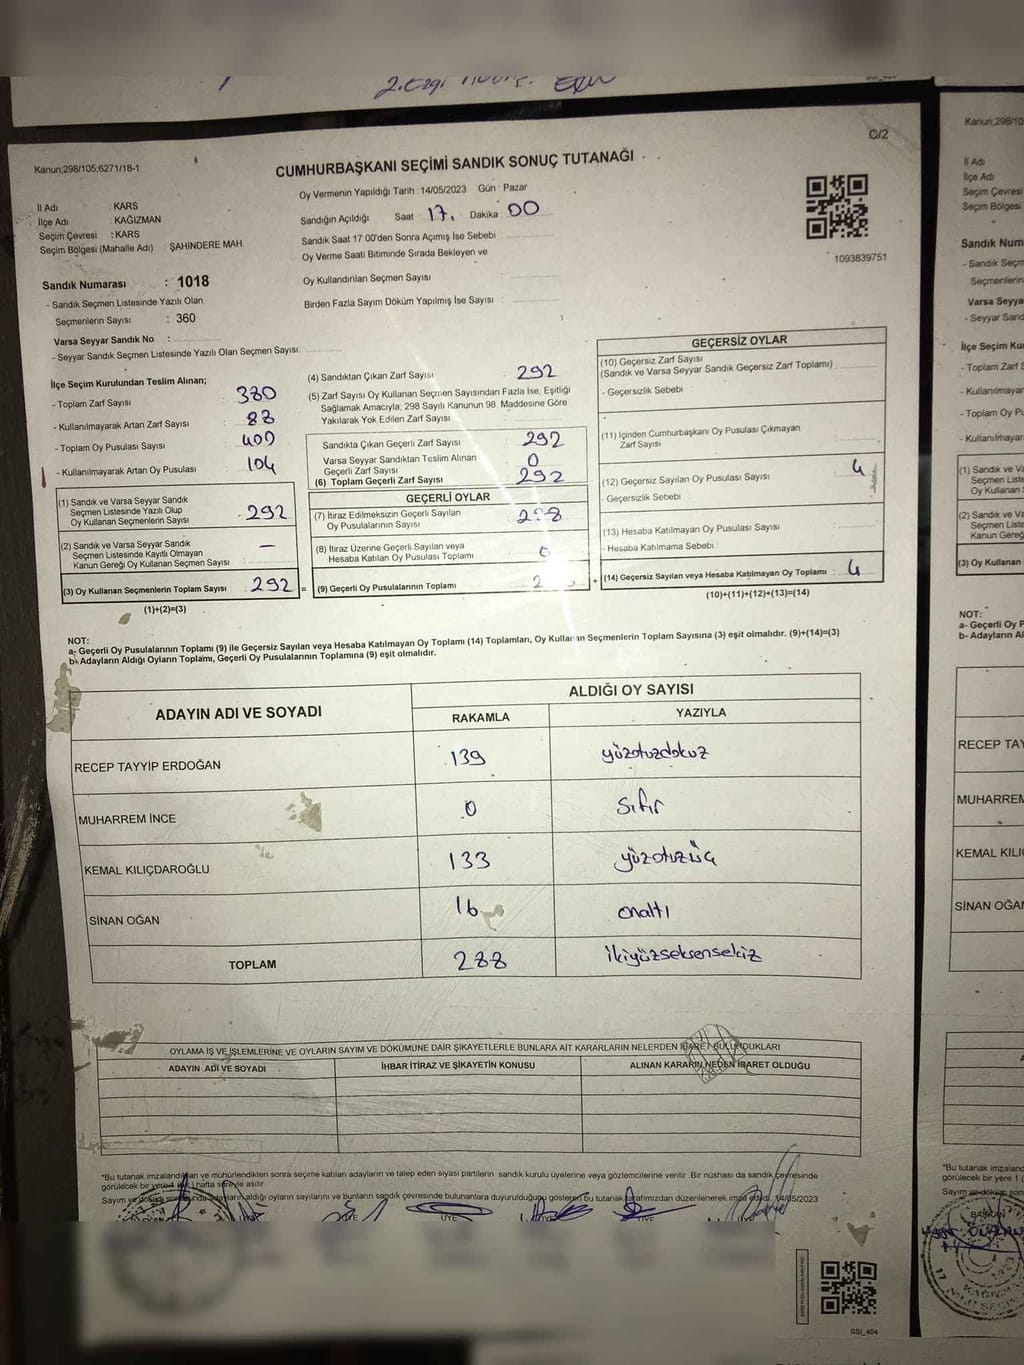 C/2
Kanun;298/105;6271/18-1
CUMHURBAŞKANI SEÇİMİ SANDIK SONUÇ TUTANAĞI
Oy Vermenin Yapıldığı Tarih : 14/05/2023 Gün : Pazar
İl Adı : KARS
İlçe Adı : KAĞIZMAN
Seçim Çevresi : KARS
Seçim Bölgesi (Mahalle Adı) : ŞAHİNDERE MAH
Sandığın Açıldığı Saat : 17. Dakika : 00
Sandık Saat 17 00'den Sonra Açımış İse Sebebi :
Oy Verme Saati Bitiminde Sırada Bekleyen ve
Oy Kullandırılan Seçmen Sayısı :
Birden Fazla Sayım Döküm Yapılmış İse Sayısı :
1093839751
Sandık Numarası : 1018
- Sandık Seçmen Listesinde Yazılı Olan
Seçmenlerin Sayısı : 360
Varsa Seyyar Sandık No :
- Seyyar Sandık Seçmen Listesinde Yazılı Olan Seçmen Sayısı:
İlçe Seçim Kurulundan Teslim Alınan;
- Toplam Zarf Sayısı : 380
- Kullanılmayarak Artan Zarf Sayısı : 88
- Toplam Oy Pusulası Sayısı
- Kullanılmayarak Artan Oy Pusulası : 104
(1) Sandık ve Varsa Seyyar Sandık
Seçmen Listesinde Yazılı Olup
Oy Kullanan Seçmenlerin Sayısı : 292
(2) Sandık ve Varsa Seyyar Sandık
Seçmen Listesinde Kayıtlı Olmayan
Kanun Gereği Oy Kullanan Seçmen Sayısı : —
(3) Oy Kullanan Seçmenlerin Toplam Sayısı 292 =
(1)+(2)=(3)
(4) Sandıktan Çıkan Zarf Sayısı : 292
(5) Zarf Sayısı Oy Kullanan Seçmen Sayısından Fazla İse, Eşitliği
Sağlamak Amacıyla; 298 Sayılı Kanunun 98. Maddesine Göre
Yakılarak Yok Edilen Zarf Sayısı
Sandıkta Çıkan Geçerli Zarf Sayısı : 292
Varsa Seyyar Sandıktan Teslim Alınan
Geçerli Zarf Sayısı : 0
(6) Toplam Geçerli Zarf Sayısı : 292
GEÇERLİ OYLAR
(7) İtiraz Edilmeksizin Geçerli Sayılan
Oy Pusulalarının Sayısı
(8) İtiraz Üzerine Geçerli Sayılan veya
Hesaba Katılan Oy Pusulası Toplamı : 0
(9) Geçerli Oy Pusulalarının Toplamı : +
GEÇERSİZ OYLAR
(10) Geçersiz Zarf Sayısı
(Sandık ve Varsa Seyyar Sandık Geçersiz Zarf Toplamı) :
- Geçersizlik Sebebi :
(11) İçinden Cumhurbaşkanı Oy Pusulası Çıkmayan
Zarf Sayısı :
(12) Geçersiz Sayılan Oy Pusulası Sayısı : 4
- Geçersizlik Sebebi :
(13) Hesaba Katılmayan Oy Pusulası Sayısı :
- Hesaba Katılmama Sebebi :
(14) Geçersiz Sayılan veya Hesaba Katılmayan Oy Toplamı : 4
(10)+(11)+(12)+(13)=(14)
NOT:
a- Geçerli Oy Pusulalarının Toplamı (9) ile Geçersiz Sayılan veya Hesaba Katılmayan Oy Toplamı (14) Toplamları, Oy Kullanan Seçmenlerin Toplam Sayısına (3) eşit olmalıdır. (9)+(14)=(3)
b- Adayların Aldığı Oyların Toplamı, Geçerli Oy Pusulalarının Toplamına (9) eşit olmalıdır.
ADAYIN ADI VE SOYADI
ALDIĞI OY SAYISI
RAKAMLA YAZIYLA
RECEP TAYYİP ERDOĞAN 139 yüzotuzdokuz
MUHARREM İNCE 0 sıfır
KEMAL KILIÇDAROĞLU 133 yüzotuzüç
SİNAN OĞAN 16 onaltı
TOPLAM 288 ikiyüzseksensekiz
OYLAMA İŞ VE İŞLEMLERİNE VE OYLARIN SAYIM VE DÖKÜMÜNE DAİR ŞİKAYETLERLE BUNLARA AİT KARARLARIN NELERDEN İBARET BULUNDUKLARI
ADAYIN ADI VE SOYADI İHBAR İTİRAZ VE ŞİKAYETİN KONUSU ALINAN KARARIN NEDEN İBARET OLDUĞU
*Bu tutanak imzalandıktan ve mühürlendikten sonra seçime katılan adayların ve talep eden siyasi partilerin sandık kurulu üyelerine veya gözlemcilerine verilir. Bir nüshası da sandık çevresinde
görülecek bir yere hafta süreyle asılır
oyların sayılarını ve bunların sandık çevresinde bulunanlara duyurulduğunu gösteren bu tutanak tarafımızdan düzenlenerek imza edildi. 14/05/2023
ÜYE ÜYE ÜYE ÜYE
SSI_404
Kanun;298/10
İl Adı
İlçe Adı
Seçim Çevresi
Seçim Bölgesi
Sandık Num
- Sandık Seçm
Seçmenlerin
Varsa Seyya
- Seyyar Sand
İlçe Seçim Ku
- Toplam Zarf S
- Kullanılmayar
- Toplam Oy Pu
- Kullanılmayar
(1) Sandık ve Va
Seçmen Liste
Oy Kullanan S
(2) Sandık ve Va
Seçmen Liste
Kanun Gereğ
(3) Oy Kullanan
NOT:
a- Geçerli Oy P
b- Adayların Al
RECEP TAY
MUHARREM
KEMAL KILIÇ
SİNAN OĞA
*Bu tutanak imzalanc
görülecek bir yere 1 (
BAŞKAN